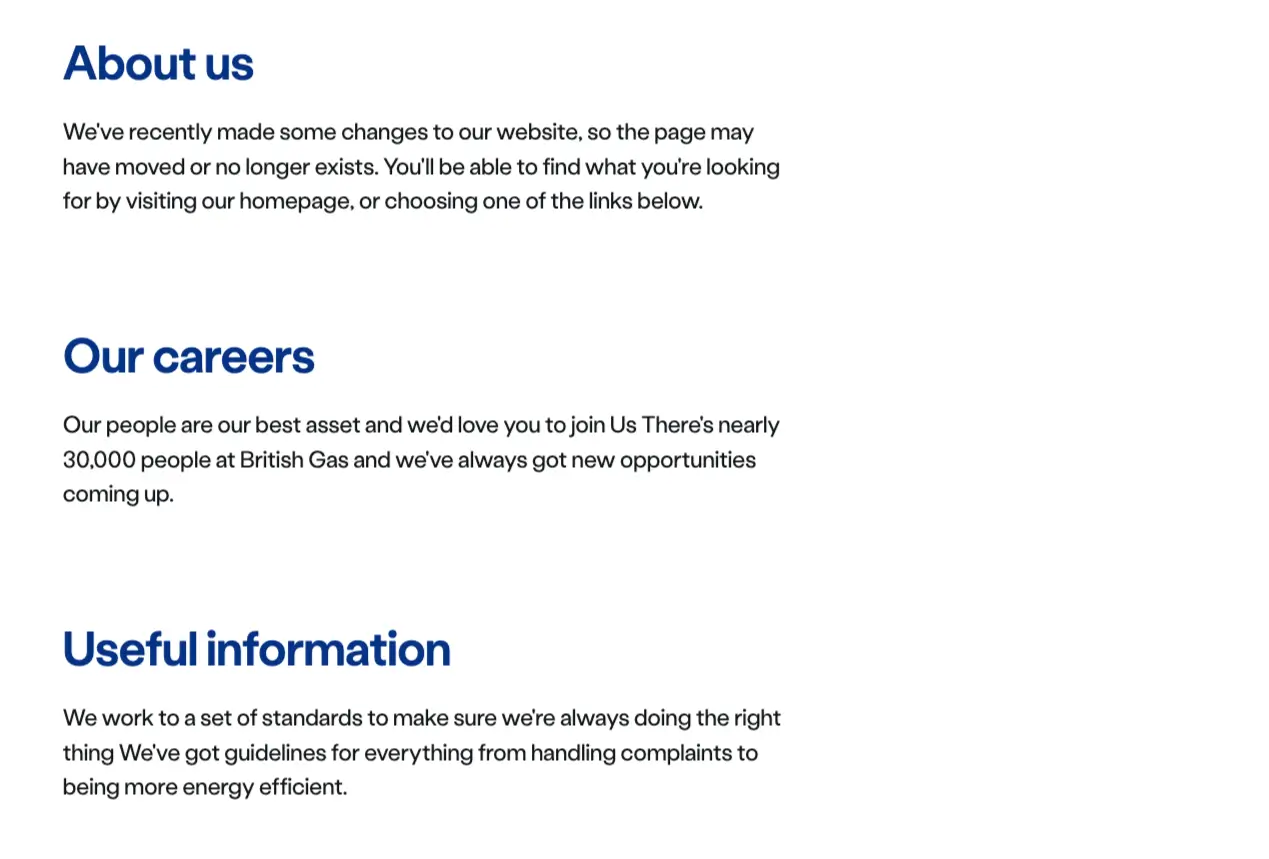 About us
We've recently made some changes to our website, so the page may
have moved or no longer exists. You'll be able to find what you're looking
for by visiting our homepage, or choosing one of the links below.
Our careers
Our people are our best asset and we'd love you to join Us There's nearly
30,000 people at British Gas and we've always got new opportunities
coming up.
Useful information
We work to a set of standards to make sure we're always doing the right
thing We've got guidelines for everything from handling complaints to
being more energy efficient.